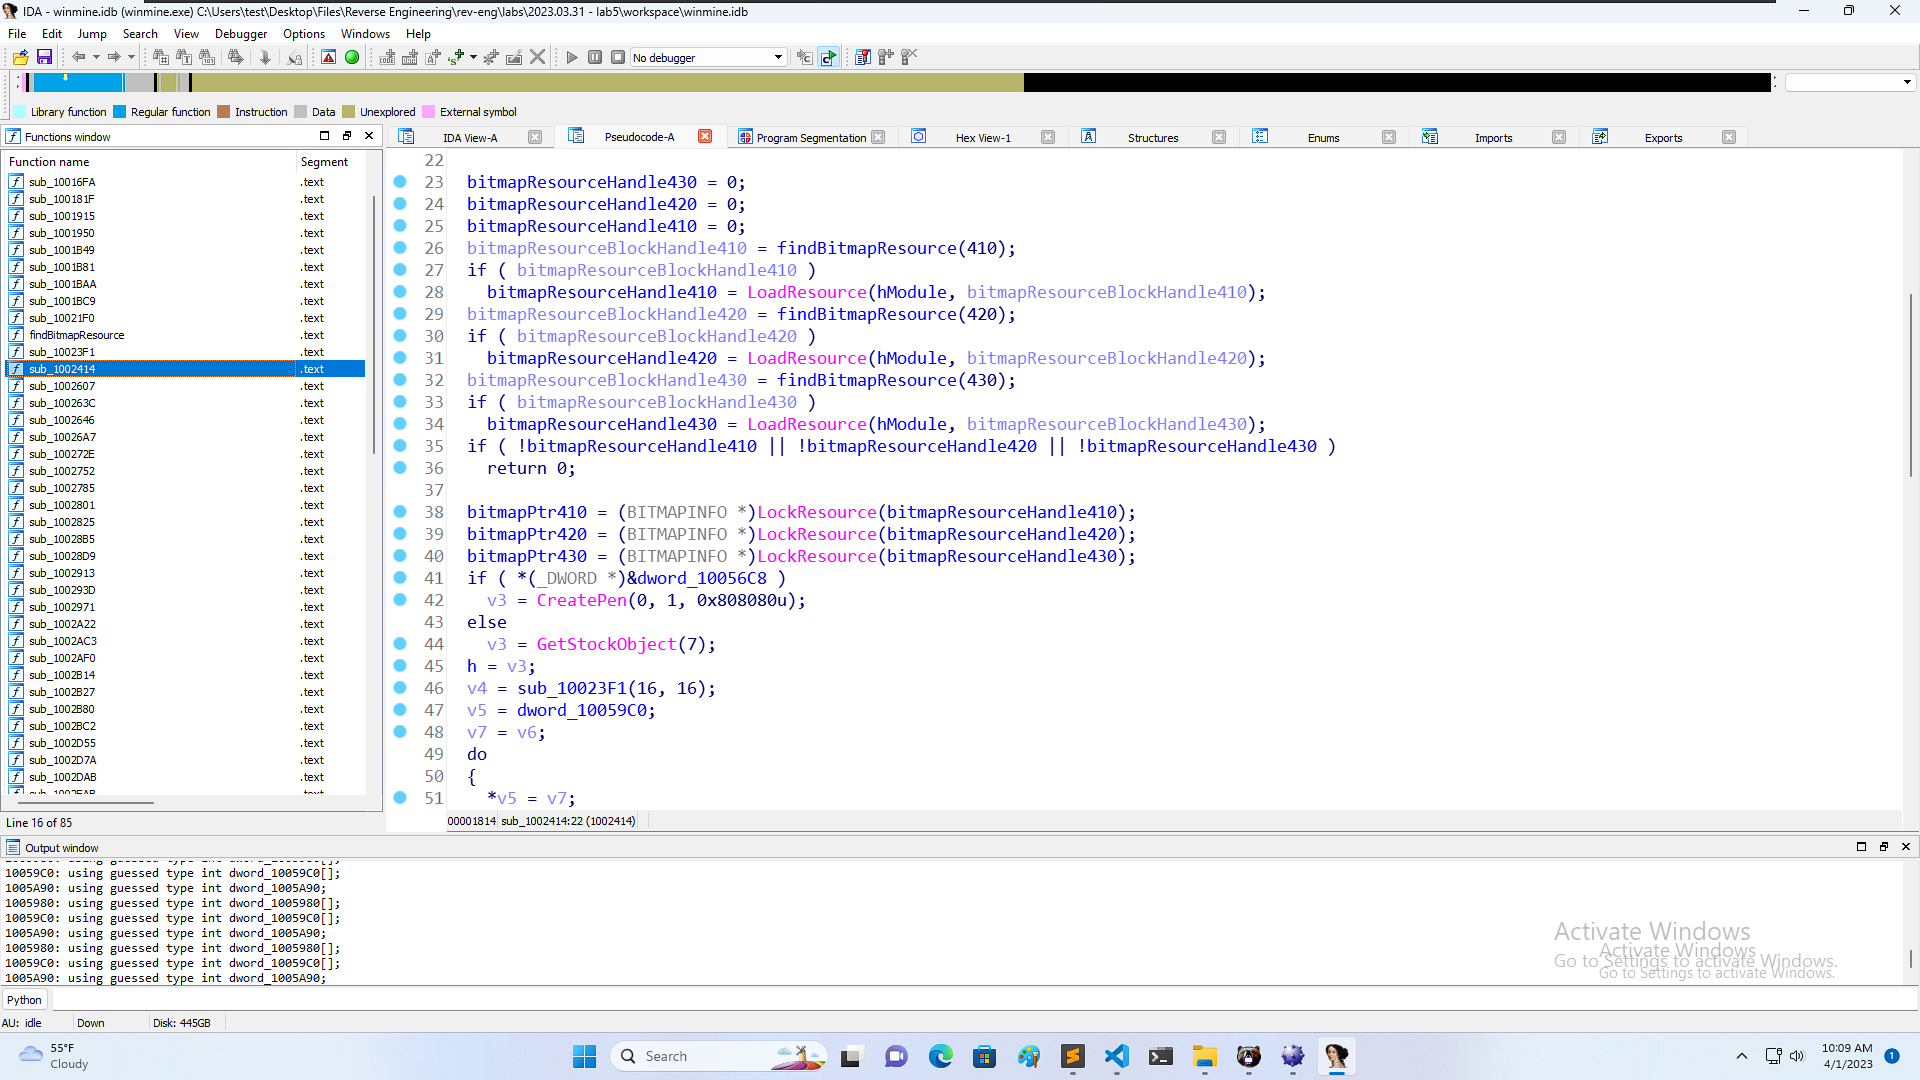 IDA - winmine.idb (winmine.exe) C:\Users\test\Desktop\Files\Reverse Engineering\rev-eng\labs\2023.03.31 - lab5\workspace\winmine.idb
File Edit Jump Search View Debugger Options Windows Help
No debugger
Library function Regular function Instruction Data Unexplored External symbol
Functions window
IDA View-A Pseudocode-A Program Segmentation Hex View-1 Structures Enums Imports Exports
Function name Segment
sub_10016FA .text
sub_100181F .text
sub_1001915 .text
sub_1001950 .text
sub_1001B49 .text
sub_1001B81 .text
sub_1001BAA .text
sub_1001BC9 .text
sub_10021F0 .text
findBitmapResource .text
sub_10023F1 .text
sub_1002414 .text
sub_1002607 .text
sub_100263C .text
sub_1002646 .text
sub_10026A7 .text
sub_100272E .text
sub_1002752 .text
sub_1002785 .text
sub_1002801 .text
sub_1002825 .text
sub_10028B5 .text
sub_10028D9 .text
sub_1002913 .text
sub_100293D .text
sub_1002971 .text
sub_1002A22 .text
sub_1002AC3 .text
sub_1002AF0 .text
sub_1002B14 .text
sub_1002B27 .text
sub_1002B80 .text
sub_1002BC2 .text
sub_1002D55 .text
sub_1002D7A .text
sub_1002DAB .text
Line 16 of 85
22
23 bitmapResourceHandle430 = 0;
24 bitmapResourceHandle420 = 0;
25 bitmapResourceHandle410 = 0;
26 bitmapResourceBlockHandle410 = findBitmapResource(410);
27 if ( bitmapResourceBlockHandle410 )
28 bitmapResourceHandle410 = LoadResource(hModule, bitmapResourceBlockHandle410);
29 bitmapResourceBlockHandle420 = findBitmapResource(420);
30 if ( bitmapResourceBlockHandle420 )
31 bitmapResourceHandle420 = LoadResource(hModule, bitmapResourceBlockHandle420);
32 bitmapResourceBlockHandle430 = findBitmapResource(430);
33 if ( bitmapResourceBlockHandle430 )
34 bitmapResourceHandle430 = LoadResource(hModule, bitmapResourceBlockHandle430);
35 if ( !bitmapResourceHandle410 || !bitmapResourceHandle420 || !bitmapResourceHandle430 )
36 return 0;
37
38 bitmapPtr410 = (BITMAPINFO *)LockResource(bitmapResourceHandle410);
39 bitmapPtr420 = (BITMAPINFO *)LockResource(bitmapResourceHandle420);
40 bitmapPtr430 = (BITMAPINFO *)LockResource(bitmapResourceHandle430);
41 if ( *(_DWORD *)&dword_10056C8 )
42 v3 = CreatePen(0, 1, 0x808080u);
43 else
44 v3 = GetStockObject(7);
45 h = v3;
46 v4 = sub_10023F1(16, 16);
47 v5 = dword_10059C0;
48 v7 = v6;
49 do
50 {
51 *v5 = v7;
00001814 sub_1002414:22 (1002414)
Output window
10059C0: using guessed type int dword_10059C0[];
1005A90: using guessed type int dword_1005A90;
1005980: using guessed type int dword_1005980[];
10059C0: using guessed type int dword_10059C0[];
1005A90: using guessed type int dword_1005A90;
1005980: using guessed type int dword_1005980[];
10059C0: using guessed type int dword_10059C0[];
1005A90: using guessed type int dword_1005A90;
Activate Windows
Go to Settings to activate Windows.
Activate Windows
Go to Settings to activate Windows.
Python
AU: idle Down Disk: 445GB
55°F
Cloudy
Search
10:09 AM
4/1/2023
1